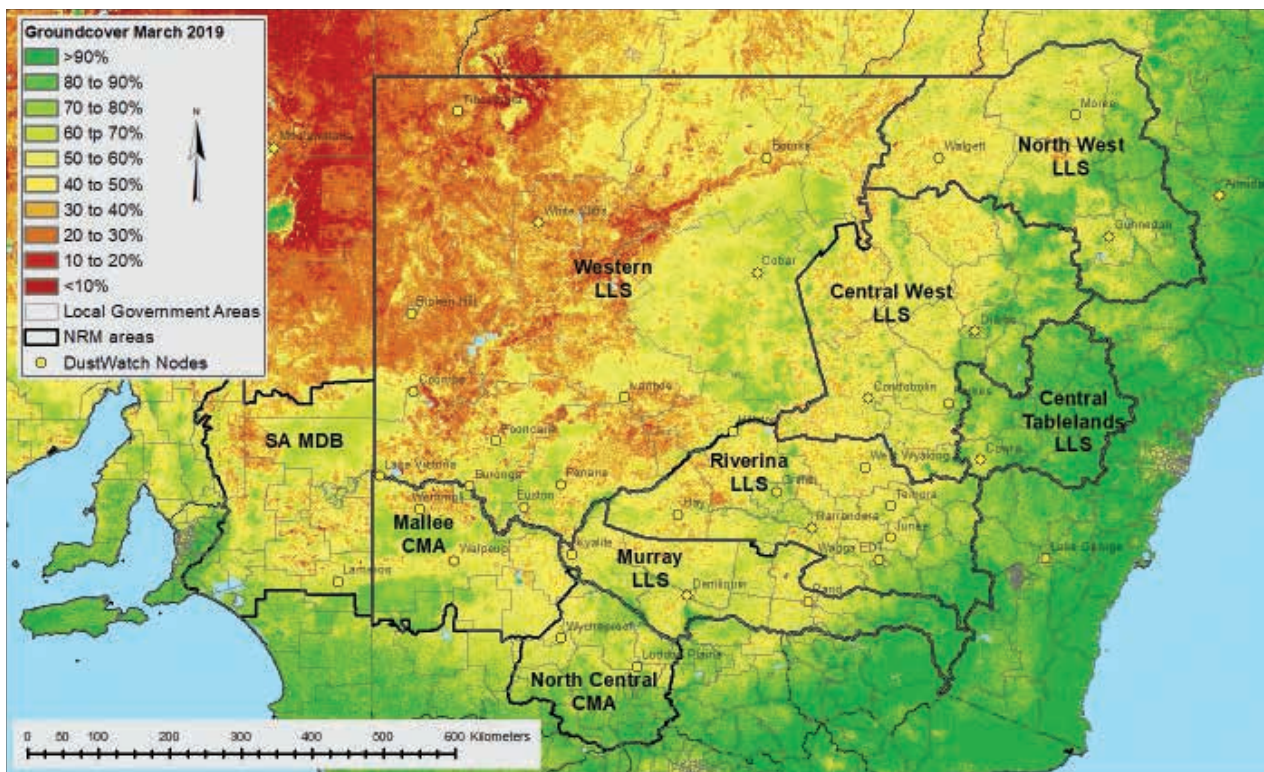 Groundcover March 2019
>90%
80 to 90%
70 to 80%
60 tp 70%
50 to 60%
40 to 50%
30 to 40%
20 to 30%
10 to 20%
<10%
Local Government Areas
NRM areas
DustWatch Nodes
N
Moree
Bourke
Walgett
North West
LLS
White Cliffs
Gunnedah
Western
LLS
Cobar
Central West
LLS
Broken Hill
Coombah
Ivanhoe
Condobolin
Parkes
Central
Tablelands
LLS
SA MDB
Pooncarie
Cowra
Lake Victoria
Buronga
Riverina
LLS
West Wyalong
Euston
Mallee
CMA
Hay
Temora
Narrandera
Junee
Walpeup
Kyalite
Murray
LLS
Wagga EDT
Lake George
Lameroo
Deniliquin
Rand
Wycheproof
Loddon Plains
North Central
CMA
0 50 100 200 300 400 500 600 Kilometers